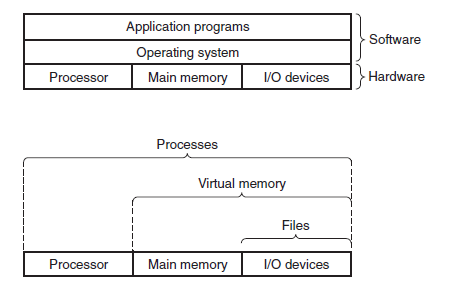 Application programs
Operating system
Software
Processor Main memory I/O devices
Hardware
Processes
Virtual memory
Files
Processor Main memory I/O devices